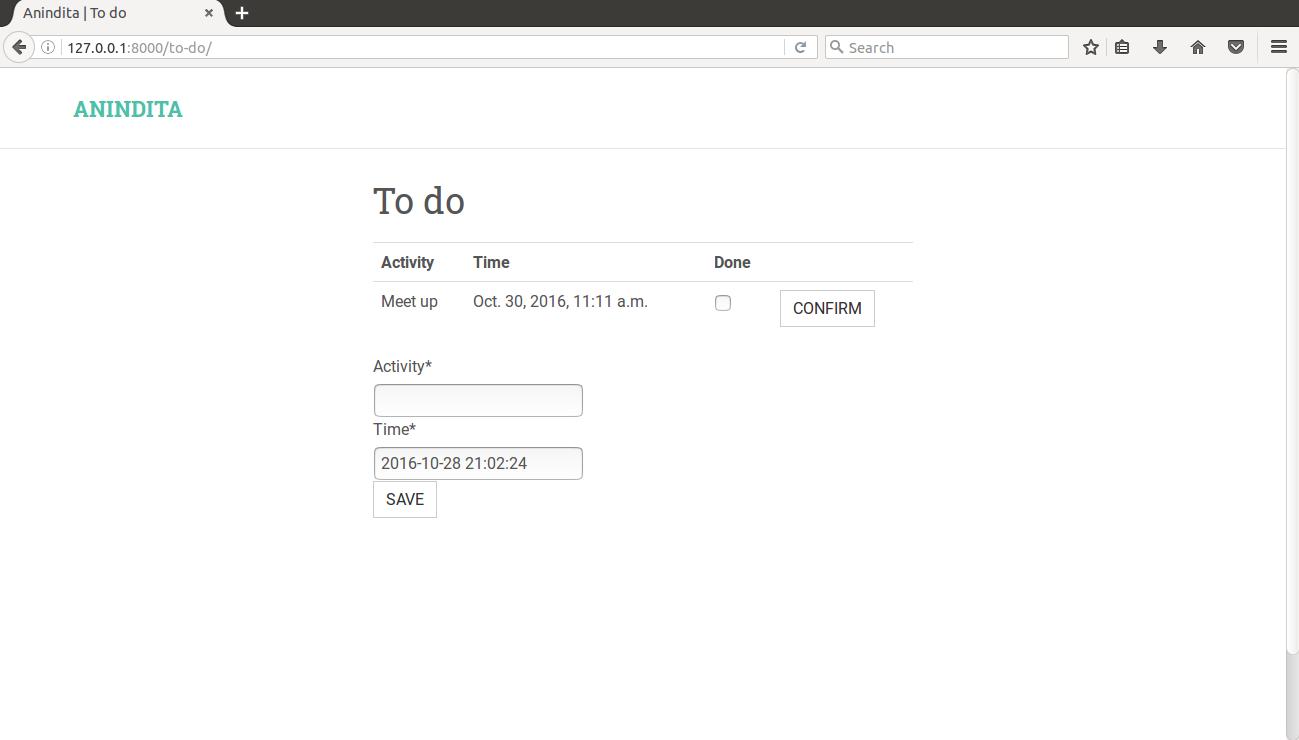 Anindita | To do
127.0.0.1:8000/to-do/
Search
ANINDITA
To do
Activity Time Done
Meet up Oct. 30, 2016, 11:11 a.m. CONFIRM
Activity*
Time*
2016-10-28 21:02:24
SAVE